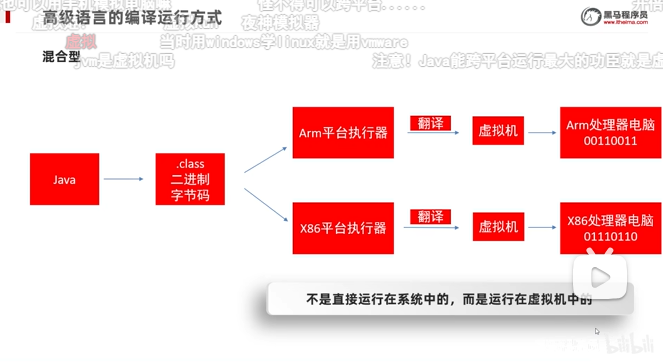 高级语言的编译运行方式
黑马程序员
www.itheima.com
虚拟
夜神模拟器
当时用windows学linux就是用vmware
混合型
jvm是虚拟机吗
注意！Java能跨平台运行最大的功臣就是虚
Java
.class
二进制
字节码
Arm平台执行器
翻译
虚拟机
Arm处理器电脑
00110011
X86平台执行器
翻译
虚拟机
X86处理器电脑
01110110
不是直接运行在系统中的，而是运行在虚拟机中的
bilibili